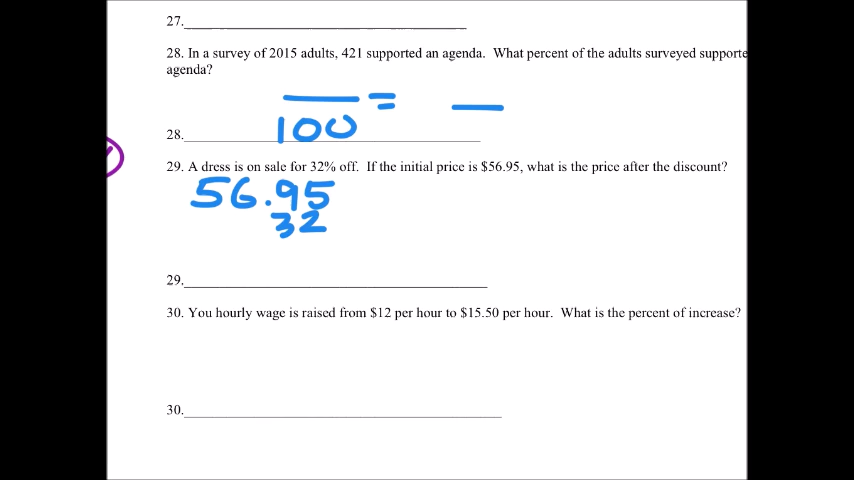 27.
28. In a survey of 2015 adults, 421 supported an agenda. What percent of the adults surveyed supporte
agenda?
=
100
28.
29. A dress is on sale for 32% off. If the initial price is $56.95, what is the price after the discount?
56.95
32
29.
30. You hourly wage is raised from $12 per hour to $15.50 per hour. What is the percent of increase?
30.